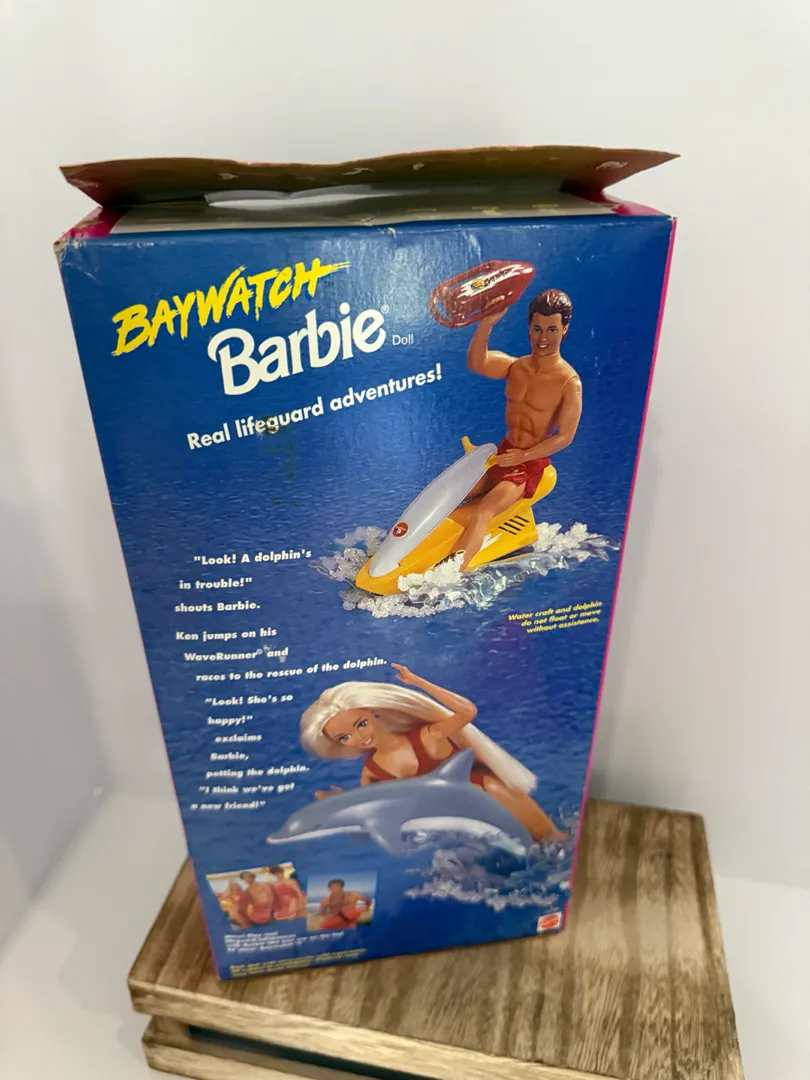 BAYWATCH™
Barbie® Doll
Real lifeguard adventures!
"Look! A dolphin's
in trouble!"
shouts Barbie.
Ken jumps on his
WaveRunner® and
races to the rescue of the dolphin.
"Look! She's so
happy!"
exclaims
Barbie,
petting the dolphin.
"I think we've got
a new friend!"
Water craft and dolphin
do not float or move
without assistance.